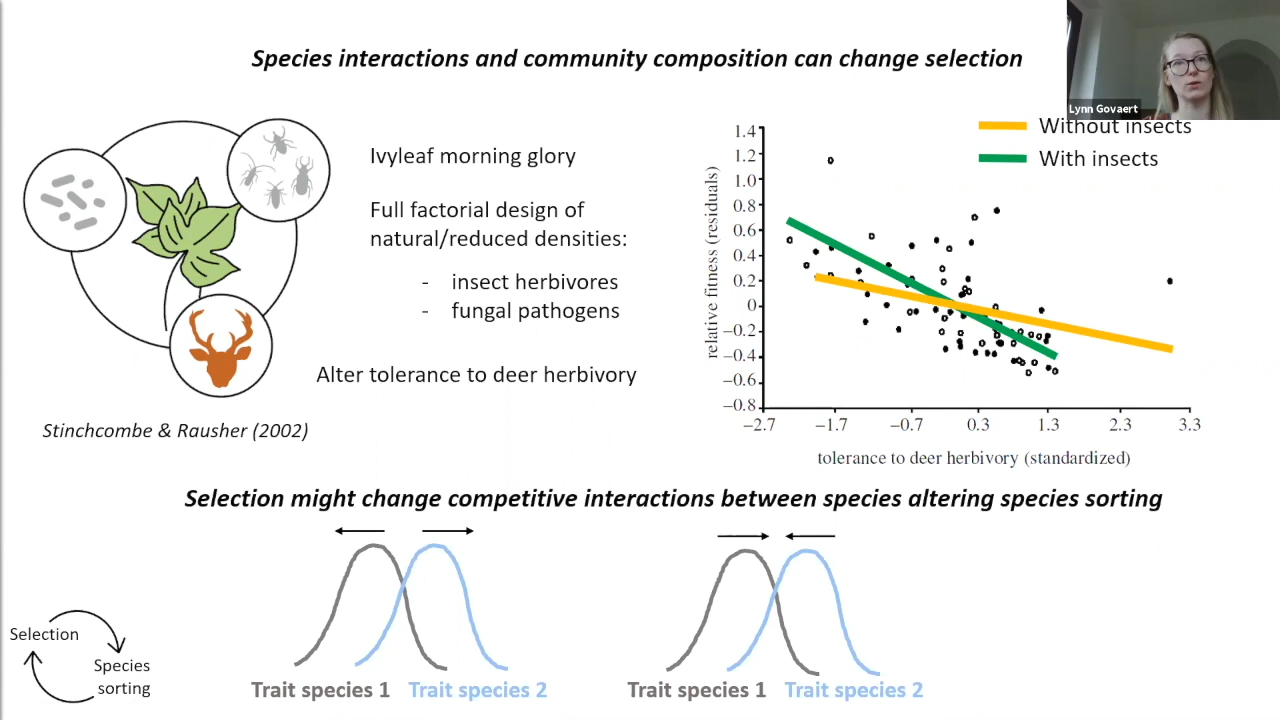 Species interactions and community composition can change selection
Lynn Govaert
Ivyleaf morning glory
Full factorial design of
natural/reduced densities:
- insect herbivores
- fungal pathogens
Alter tolerance to deer herbivory
Stinchcombe & Rausher (2002)
Without insects
With insects
relative fitness (residuals)
1.4
1.2
1.0
0.8
0.6
0.4
0.2
0
−0.2
−0.4
−0.6
−0.8
−2.7 −1.7 −0.7 0.3 1.3 2.3 3.3
tolerance to deer herbivory (standardized)
Selection might change competitive interactions between species altering species sorting
Selection
Species
sorting
Trait species 1 Trait species 2
Trait species 1 Trait species 2